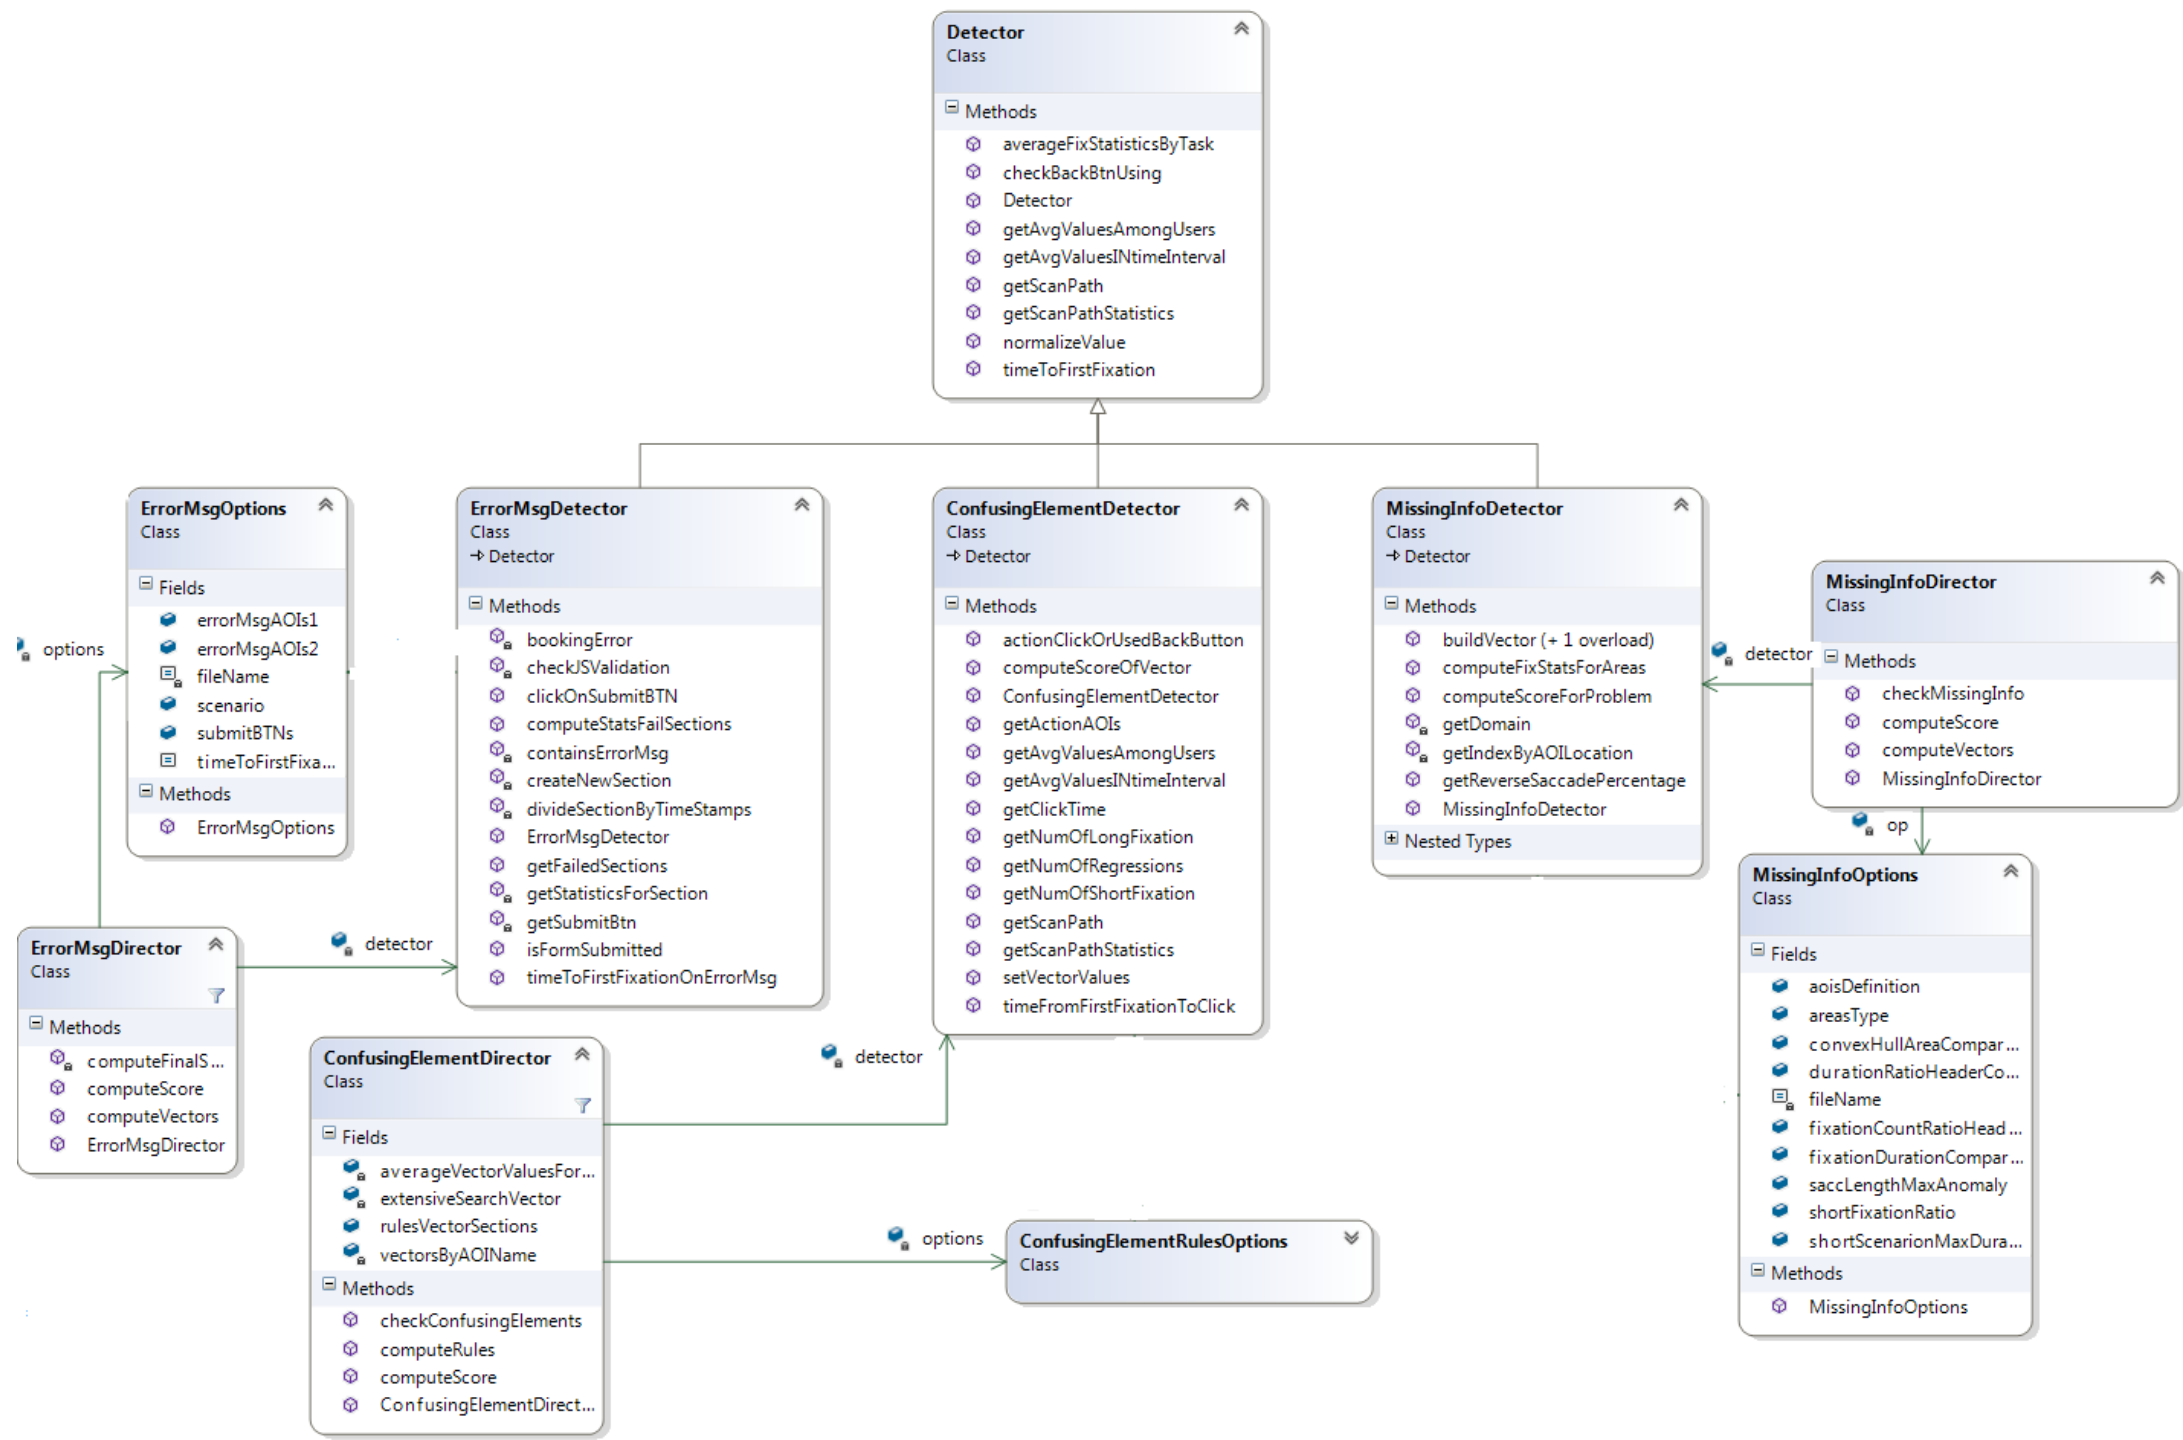 Detector
Class
Methods
averageFixStatisticsByTask
checkBackBtnUsing
Detector
getAvgValuesAmongUsers
getAvgValuesINtimeInterval
getScanPath
getScanPathStatistics
normalizeValue
timeToFirstFixation
options
ErrorMsgOptions
Class
Fields
errorMsgAOIs1
errorMsgAOIs2
fileName
scenario
submitBTNs
timeToFirstFixa...
Methods
ErrorMsgOptions
ErrorMsgDetector
Class
Detector
Methods
bookingError
checkJSValidation
clickOnSubmitBTN
computeStatsFailSections
containsErrorMsg
createNewSection
divideSectionByTimeStamps
ErrorMsgDetector
getFailedSections
getStatisticsForSection
getSubmitBtn
isFormSubmitted
timeToFirstFixationOnErrorMsg
ConfusingElementDetector
Class
Detector
Methods
actionClickOrUsedBackButton
computeScoreOfVector
ConfusingElementDetector
getActionAOIs
getAvgValuesAmongUsers
getAvgValuesINtimeInterval
getClickTime
getNumOfLongFixation
getNumOfRegressions
getNumOfShortFixation
getScanPath
getScanPathStatistics
setVectorValues
timeFromFirstFixationToClick
MissingInfoDetector
Class
Detector
Methods
buildVector (+ 1 overload)
computeFixStatsForAreas
computeScoreForProblem
getDomain
getIndexByAOILocation
getReverseSaccadePercentage
MissingInfoDetector
Nested Types
detector
MissingInfoDirector
Class
Methods
checkMissingInfo
computeScore
computeVectors
MissingInfoDirector
op
MissingInfoOptions
Class
Fields
aoisDefinition
areasType
convexHullAreaCompar...
durationRatioHeaderCo...
fileName
fixationCountRatioHead...
fixationDurationCompar...
saccLengthMaxAnomaly
shortFixationRatio
shortScenarionMaxDura...
Methods
MissingInfoOptions
ErrorMsgDirector
Class
Methods
computeFinalS...
computeScore
computeVectors
ErrorMsgDirector
detector
ConfusingElementDirector
Class
Fields
averageVectorValuesFor...
extensiveSearchVector
rulesVectorSections
vectorsByAOIName
Methods
checkConfusingElements
computeRules
computeScore
ConfusingElementDirect...
detector
options
ConfusingElementRulesOptions
Class